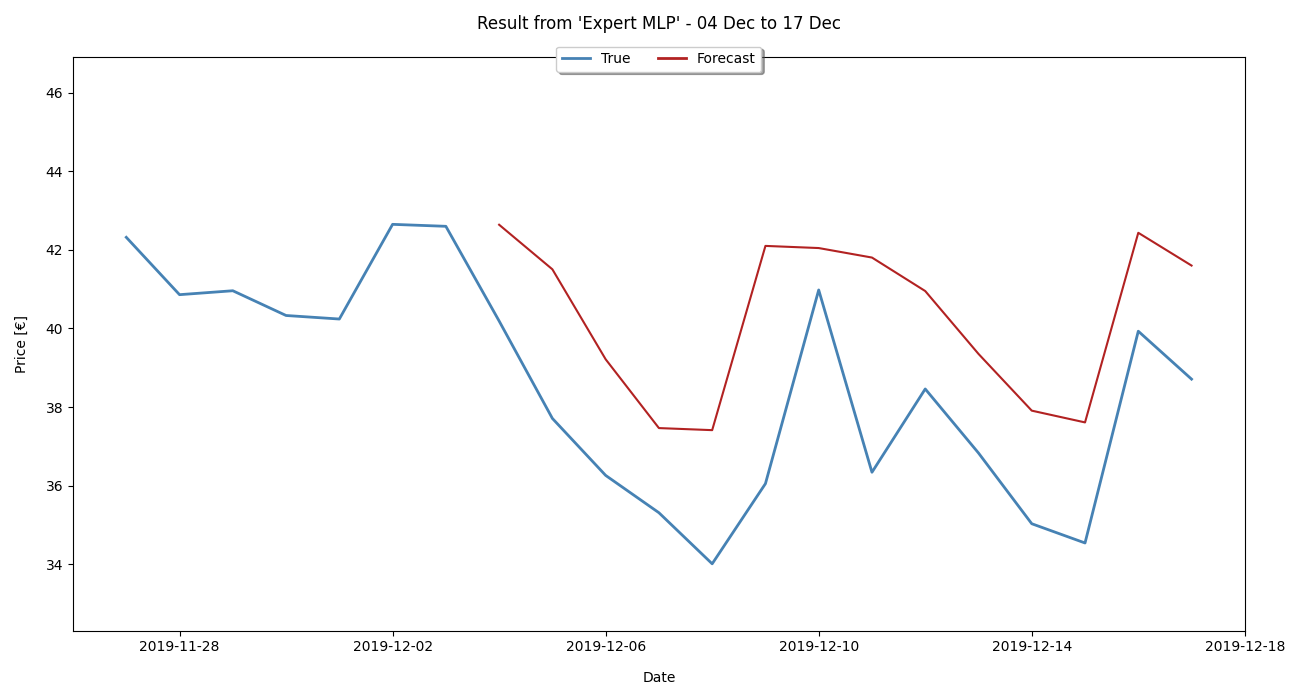 Result from 'Expert MLP' - 04 Dec to 17 Dec
True Forecast
46
44
42
40
38
36
34
Price [€]
2019-11-28 2019-12-02 2019-12-06 2019-12-10 2019-12-14 2019-12-18
Date